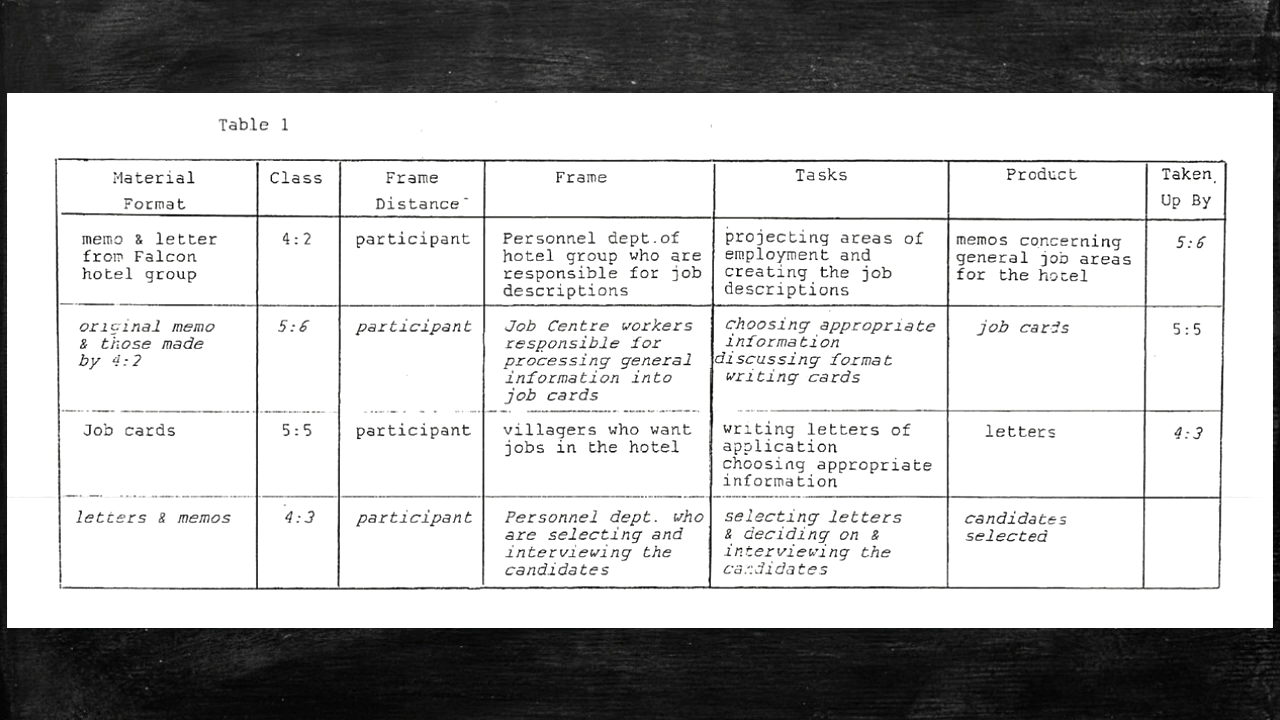 Table 1
Material Format
Class
Frame Distance
Frame
Tasks
Product
Taken Up By
memo & letter
from Falcon
hotel group
4:2
participant
Personnel dept.of
hotel group who are
responsible for job
descriptions
projecting areas of
employment and
creating the job
descriptions
memos concerning
general job areas
for the hotel
5:6
original memo
& those made
by 4:2
5:6
participant
Job Centre workers
responsible for
processing general
information into
job cards
choosing appropriate
information
discussing format
writing cards
job cards
5:5
Job cards
5:5
participant
villagers who want
jobs in the hotel
writing letters of
application
choosing appropriate
information
letters
4:3
letters & memos
4:3
participant
Personnel dept. who
are selecting and
interviewing the
candidates
selecting letters
& deciding on &
interviewing the
candidates
candidates
selected